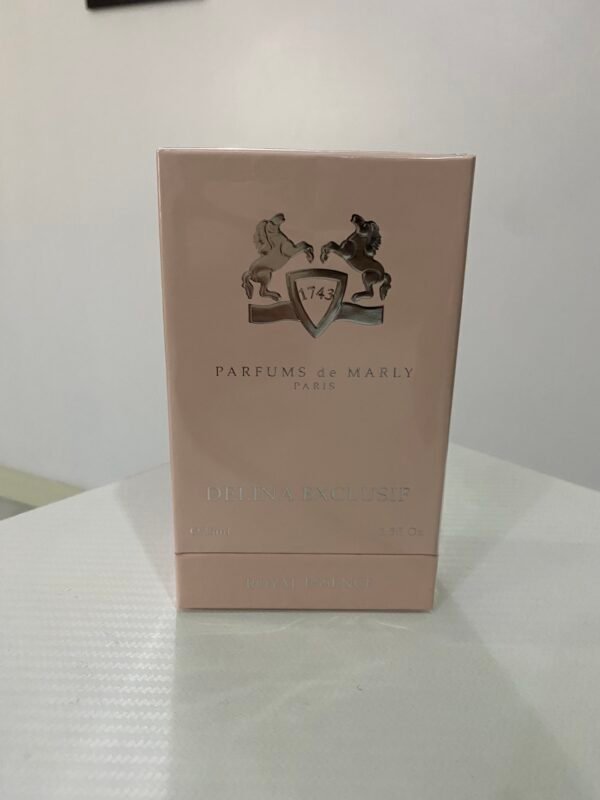 1743
PARFUMS de MARLY
PARIS
DELINA EXCLUSIF
ROYAL ESSENCE